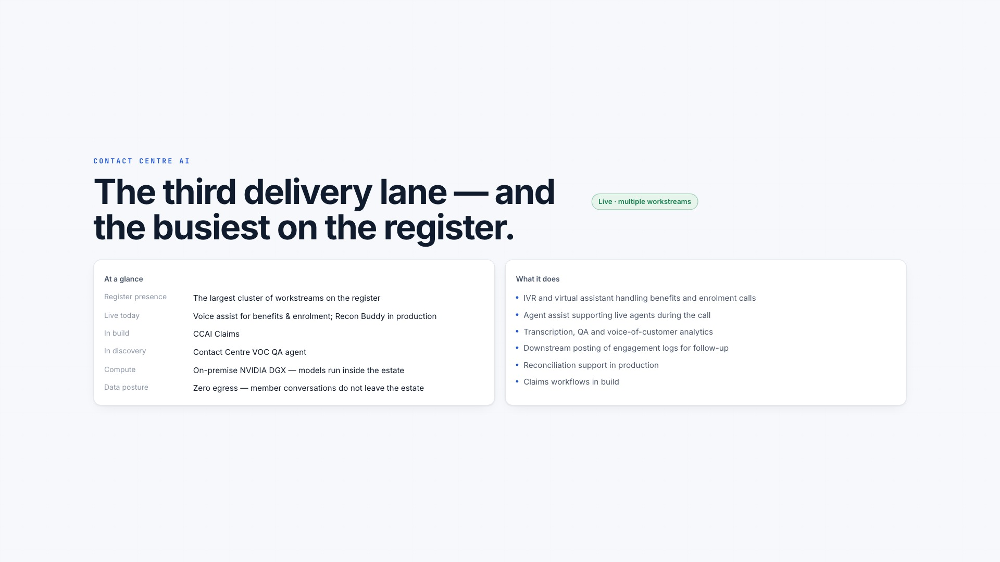 CONTACT CENTRE AI
The third delivery lane — and
the busiest on the register.
Live · multiple workstreams
At a glance
Register presence The largest cluster of workstreams on the register
Live today Voice assist for benefits & enrolment; Recon Buddy in production
In build CCAI Claims
In discovery Contact Centre VOC QA agent
Compute On-premise NVIDIA DGX — models run inside the estate
Data posture Zero egress — member conversations do not leave the estate
What it does
• IVR and virtual assistant handling benefits and enrolment calls
• Agent assist supporting live agents during the call
• Transcription, QA and voice-of-customer analytics
• Downstream posting of engagement logs for follow-up
• Reconciliation support in production
• Claims workflows in build